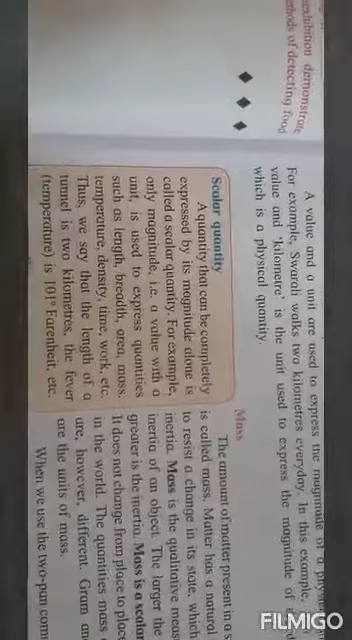 exhibition demonstrate
methods of detecting food
A value and a unit are used to express the magnitude of a
For example, Swarali walks two kilometres everyday. In this example,
value and 'kilometre' is the unit used to express the magnitude of
which is a physical quantity.
Scalar quantity
A quantity that can be completely
expressed by its magnitude alone is
called a scalar quantity. For example,
only magnitude, i.e. a value with a
unit, is used to express quantities
such as length, breadth, area, mass,
temperature, density, time, work, etc.
Thus, we say that the length of a
tunnel is two kilometres, the fever
(temperature) is 101° Farenheit, etc.
Mass
The amount of matter present in
is called mass. Matter has a natural
to resist a change in its state, which
inertia. Mass is the qualitative
inertia of an object. The larger the
greater is the inertia. Mass is a scalar
It does not change from place to place
in the world. The quantities mass
are, however, different. Gram
are the units of mass.
When we use the two-pan
FILMIGO